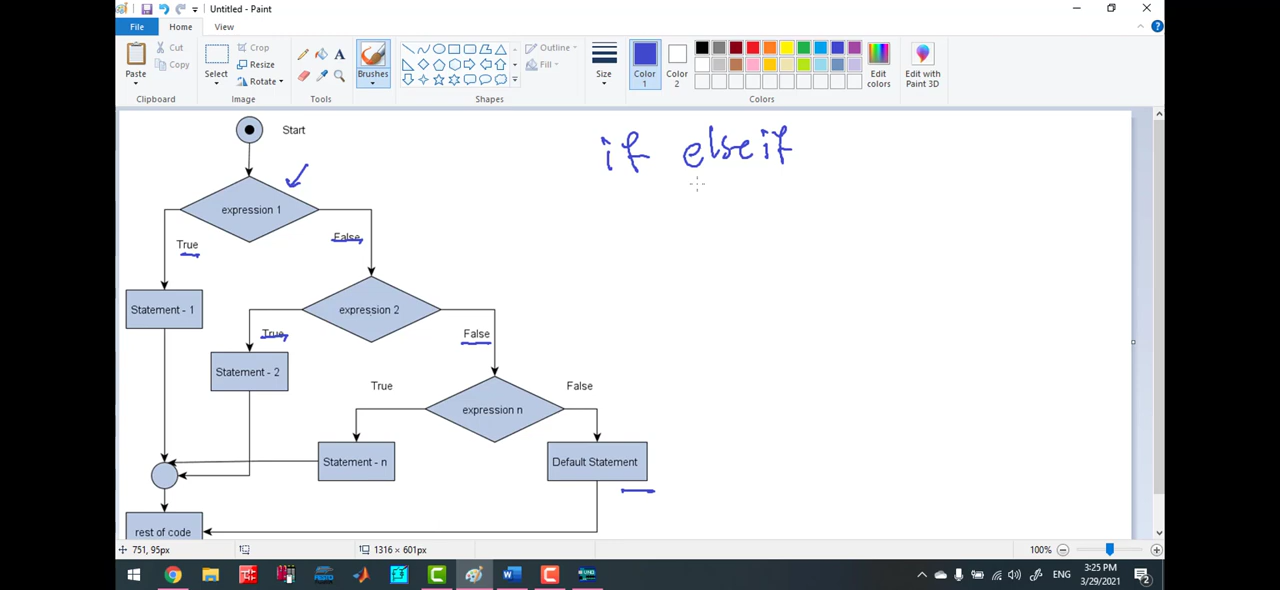 Untitled - Paint
File Home View
Paste
Cut
Copy
Clipboard
Select
Crop
Resize
Rotate
Image
Tools
Brushes
Shapes
Outline
Fill
Size
Color 1
Color 2
Edit colors
Colors
Edit with Paint 3D
Start
if elseif
expression 1
True
False
Statement - 1
expression 2
True
False
Statement - 2
True
False
expression n
Statement - n
Default Statement
rest of code
751, 95px
1316 × 601px
100%
ENG
3:25 PM
3/29/2021
2